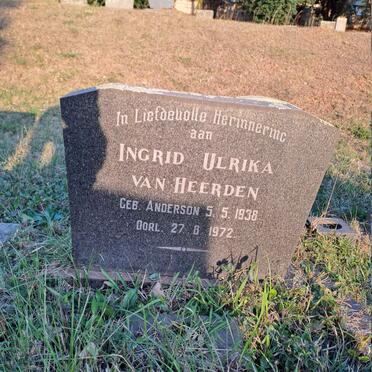 In Liefdevolle Herinnering
aan
INGRID ULRIKA
VAN HEERDEN
GEB. ANDERSON 5. 5. 1938
OORL. 27 8 1972